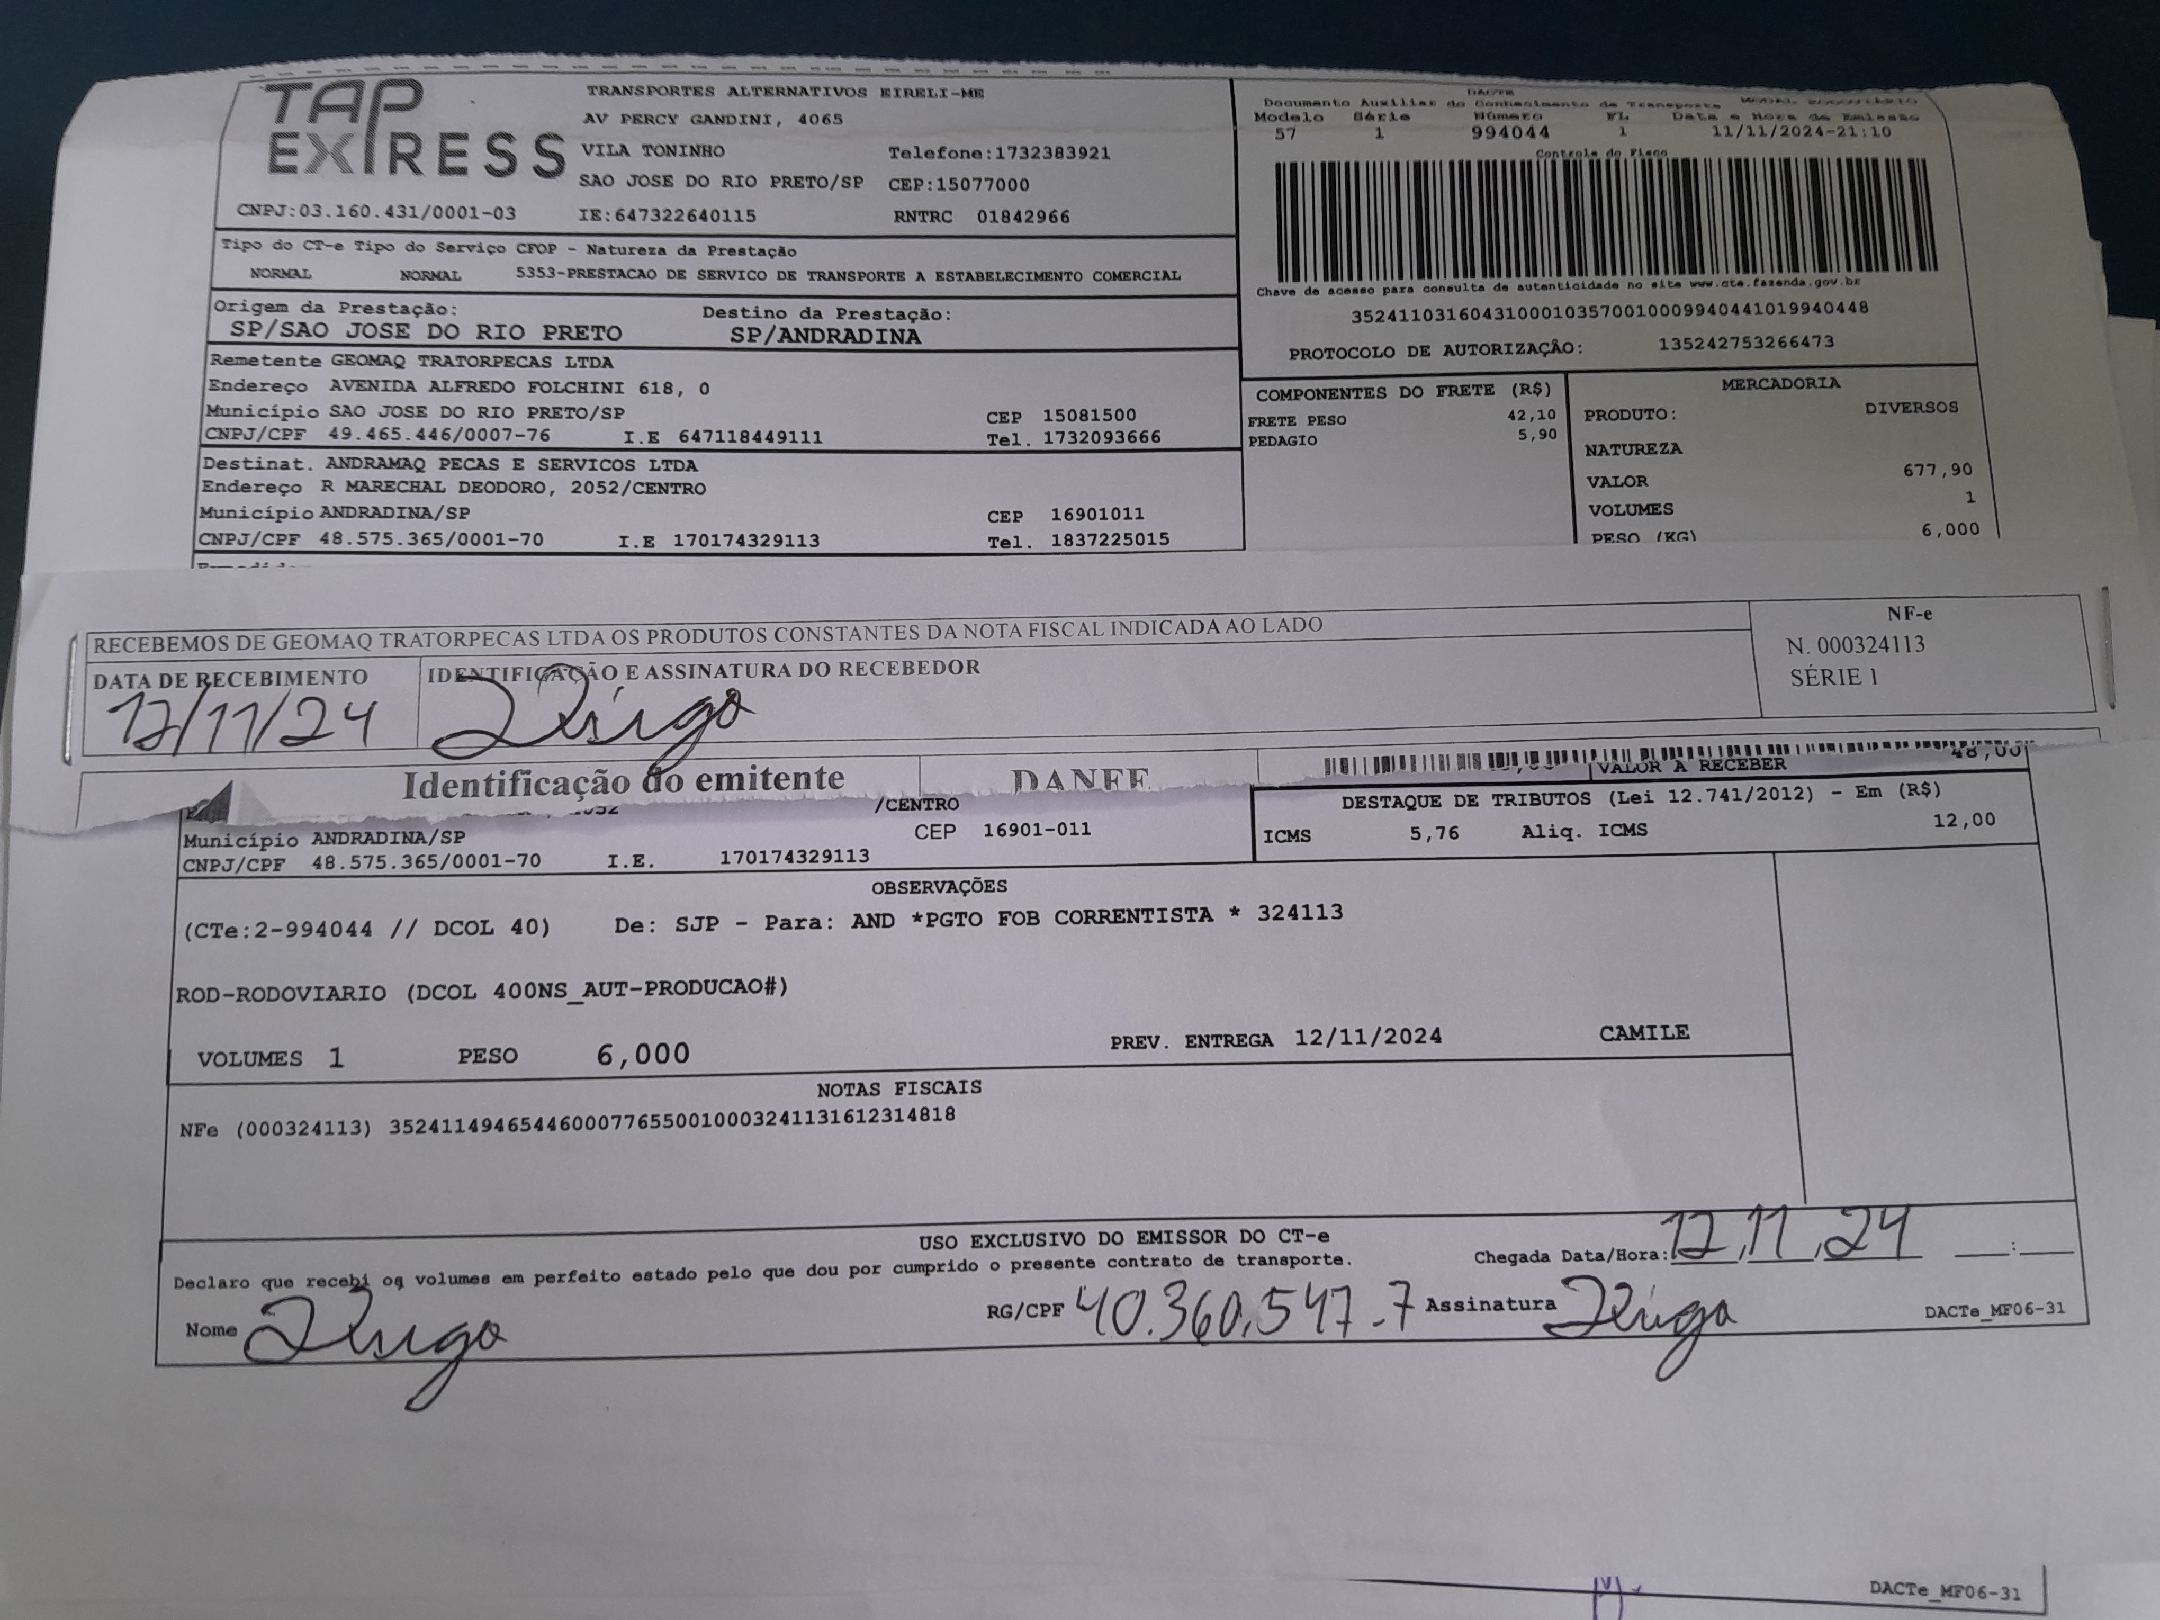 TAP EXPRESS
TRANSPORTES ALTERNATIVOS EIRELI-ME
AV PERCY GANDINI, 4065
VILA TONINHO Telefone:1732383921
SAO JOSE DO RIO PRETO/SP CEP:15077000
CNPJ:03.160.431/0001-03 IE:647322640115 RNTRC 01842966
DACTE
Documento Auxiliar do Conhecimento de Transporte
Modelo Série Número FL Data e Hora de Emissão
57 1 994044 1 11/11/2024-21:10
Controle do Fisco
Chave de acesso para consulta de autenticidade no site www.cte.fazenda.gov.br
35241103160431000103570010009940441019940448
PROTOCOLO DE AUTORIZAÇÃO: 135242753266473
Tipo do CT-e Tipo do Serviço CFOP - Natureza da Prestação
NORMAL NORMAL 5353-PRESTACAO DE SERVICO DE TRANSPORTE A ESTABELECIMENTO COMERCIAL
Origem da Prestação: Destino da Prestação:
SP/SAO JOSE DO RIO PRETO SP/ANDRADINA
Remetente GEOMAQ TRATORPECAS LTDA
Endereço AVENIDA ALFREDO FOLCHINI 618, 0
Município SAO JOSE DO RIO PRETO/SP CEP 15081500
CNPJ/CPF 49.465.446/0007-76 I.E 647118449111 Tel. 1732093666
Destinat. ANDRAMAQ PECAS E SERVICOS LTDA
Endereço R MARECHAL DEODORO, 2052/CENTRO
Município ANDRADINA/SP CEP 16901011
CNPJ/CPF 48.575.365/0001-70 I.E 170174329113 Tel. 1837225015
COMPONENTES DO FRETE (R$)
FRETE PESO 42,10
PEDAGIO 5,90
MERCADORIA
PRODUTO: DIVERSOS
NATUREZA
VALOR 677,90
VOLUMES 1
PESO (KG) 6,000
RECEBEMOS DE GEOMAQ TRATORPECAS LTDA OS PRODUTOS CONSTANTES DA NOTA FISCAL INDICADA AO LADO
DATA DE RECEBIMENTO IDENTIFICAÇÃO E ASSINATURA DO RECEBEDOR
12/11/24
NF-e
N. 000324113
SÉRIE 1
Identificação do emitente DANFE
VALOR A RECEBER 48,00
/CENTRO
Município ANDRADINA/SP CEP 16901-011
CNPJ/CPF 48.575.365/0001-70 I.E. 170174329113
DESTAQUE DE TRIBUTOS (Lei 12.741/2012) - Em (R$)
ICMS 5,76 Aliq. ICMS 12,00
OBSERVAÇÕES
(CTe:2-994044 // DCOL 40) De: SJP - Para: AND *PGTO FOB CORRENTISTA * 324113
ROD-RODOVIARIO (DCOL 400NS_AUT-PRODUCAO#)
VOLUMES 1 PESO 6,000 PREV. ENTREGA 12/11/2024 CAMILE
NOTAS FISCAIS
NFe (000324113) 35241149465446000776550010003241131612314818
USO EXCLUSIVO DO EMISSOR DO CT-e
Declaro que recebi os volumes em perfeito estado pelo que dou por cumprido o presente contrato de transporte.
Chegada Data/Hora: 12,11,24 __:__
Nome RG/CPF 40.360.547-7 Assinatura
DACTe_MF06-31
DACTe_MF06-31